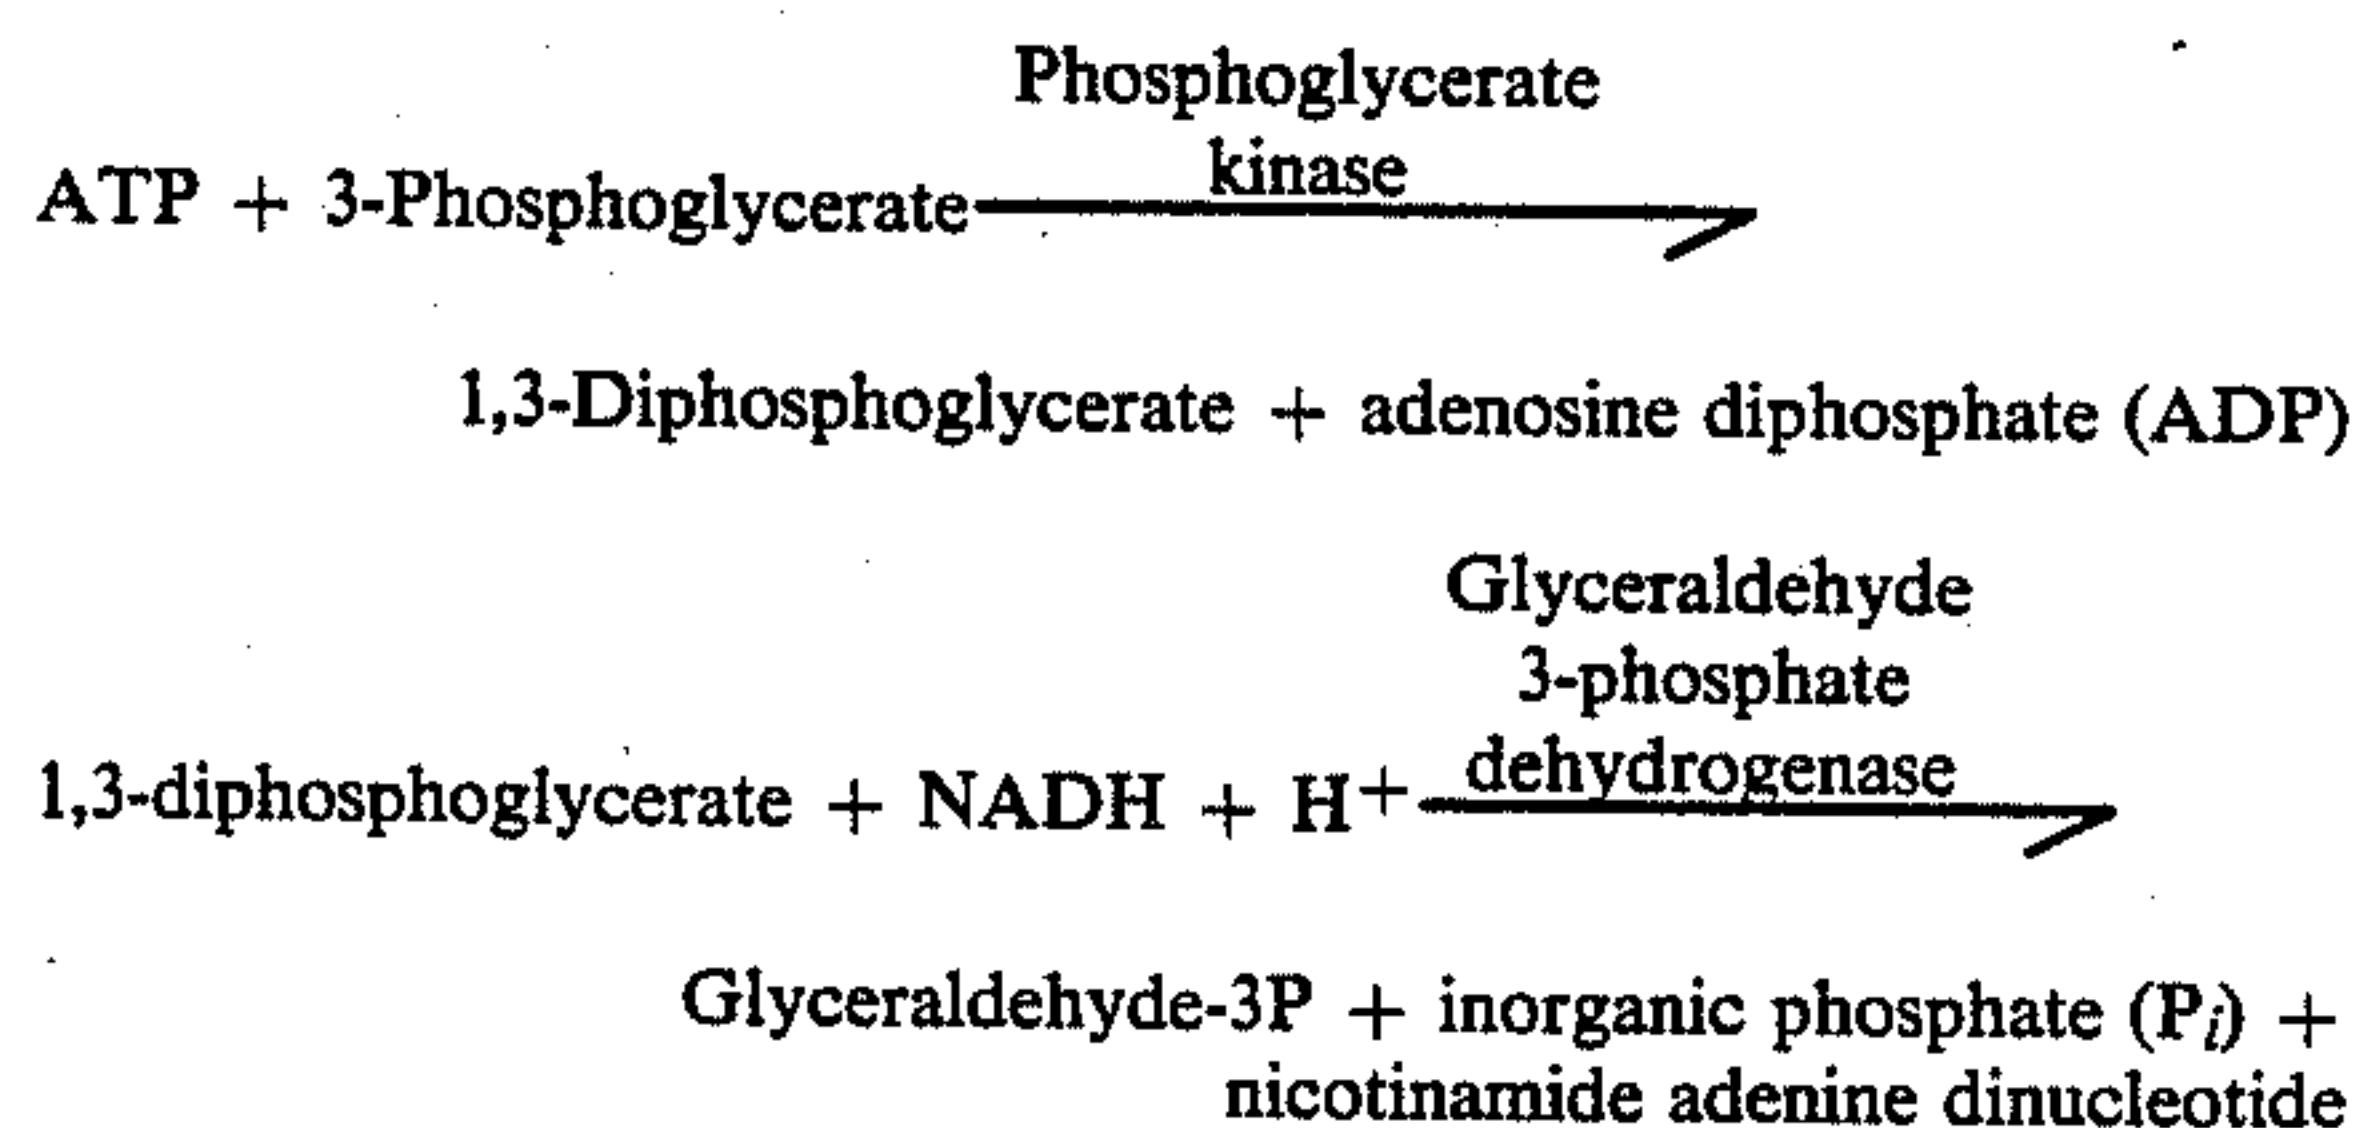 Phosphoglycerate
kinase
ATP + 3-Phosphoglycerate
1,3-Diphosphoglycerate + adenosine diphosphate (ADP)
Glyceraldehyde
3-phosphate
dehydrogenase
1,3-diphosphoglycerate + NADH + H+
Glyceraldehyde-3P + inorganic phosphate (Pi) +
nicotinamide adenine dinucleotide